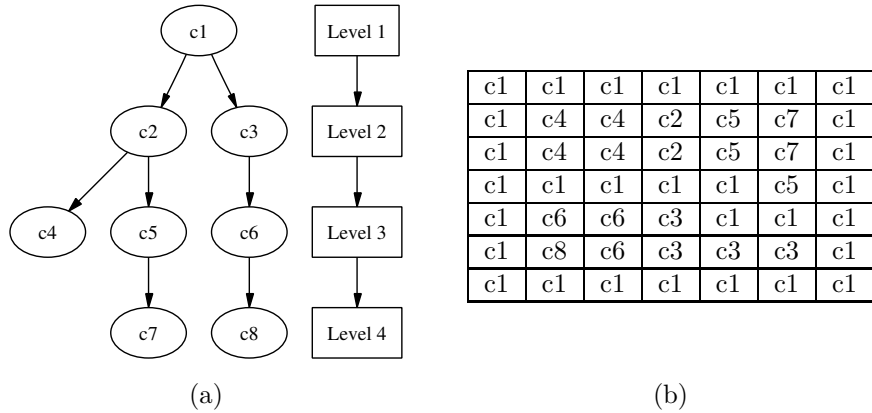 c1 Level 1
c2 c3 Level 2
c4 c5 c6 Level 3
c7 c8 Level 4
(a)
c1 c1 c1 c1 c1 c1 c1
c1 c4 c4 c2 c5 c7 c1
c1 c4 c4 c2 c5 c7 c1
c1 c1 c1 c1 c1 c5 c1
c1 c6 c6 c3 c1 c1 c1
c1 c8 c6 c3 c3 c3 c1
c1 c1 c1 c1 c1 c1 c1
(b)